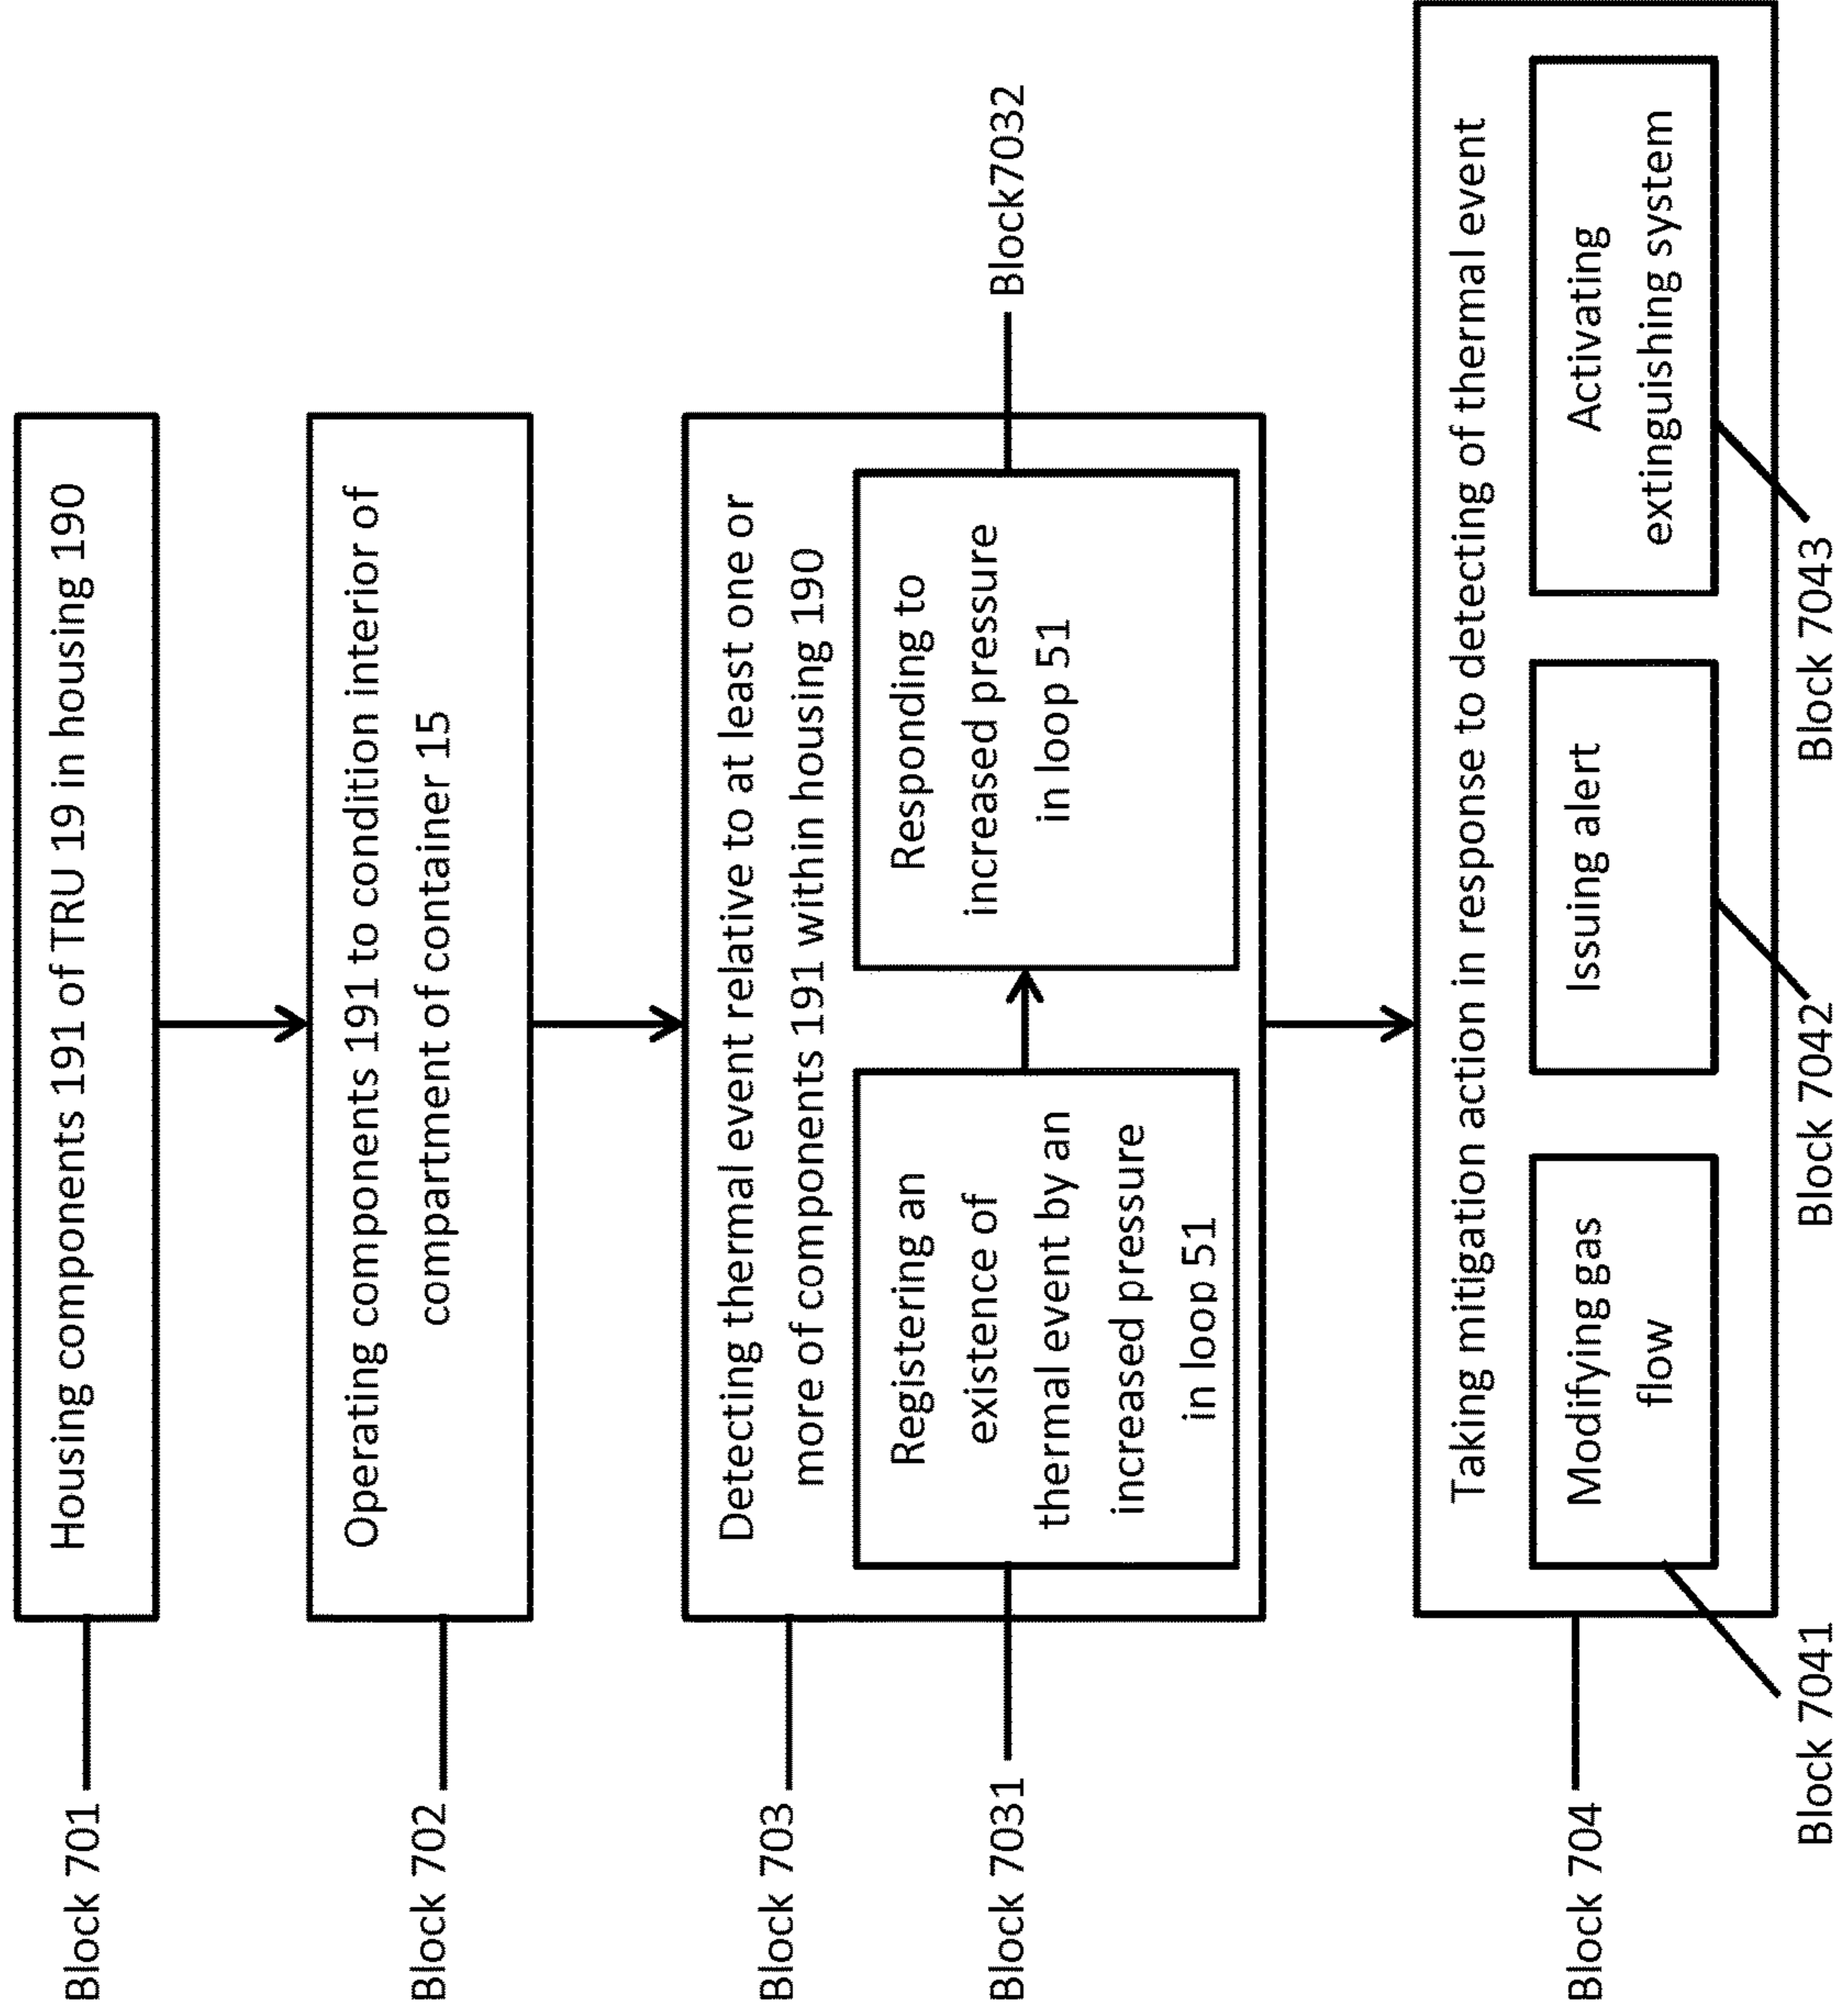 Block 701
Housing components 191 of TRU 19 in housing 190
Block 702
Operating components 191 to condition interior of
compartment of container 15
Block 703
Detecting thermal event relative to at least one or
more of components 191 within housing 190
Block 7031
Registering an
existence of
thermal event by an
increased pressure
in loop 51
Responding to
increased pressure
in loop 51
Block7032
Block 704
Taking mitigation action in response to detecting of thermal event
Modifying gas
flow
Issuing alert
Activating
extinguishing system
Block 7041
Block 7042
Block 7043